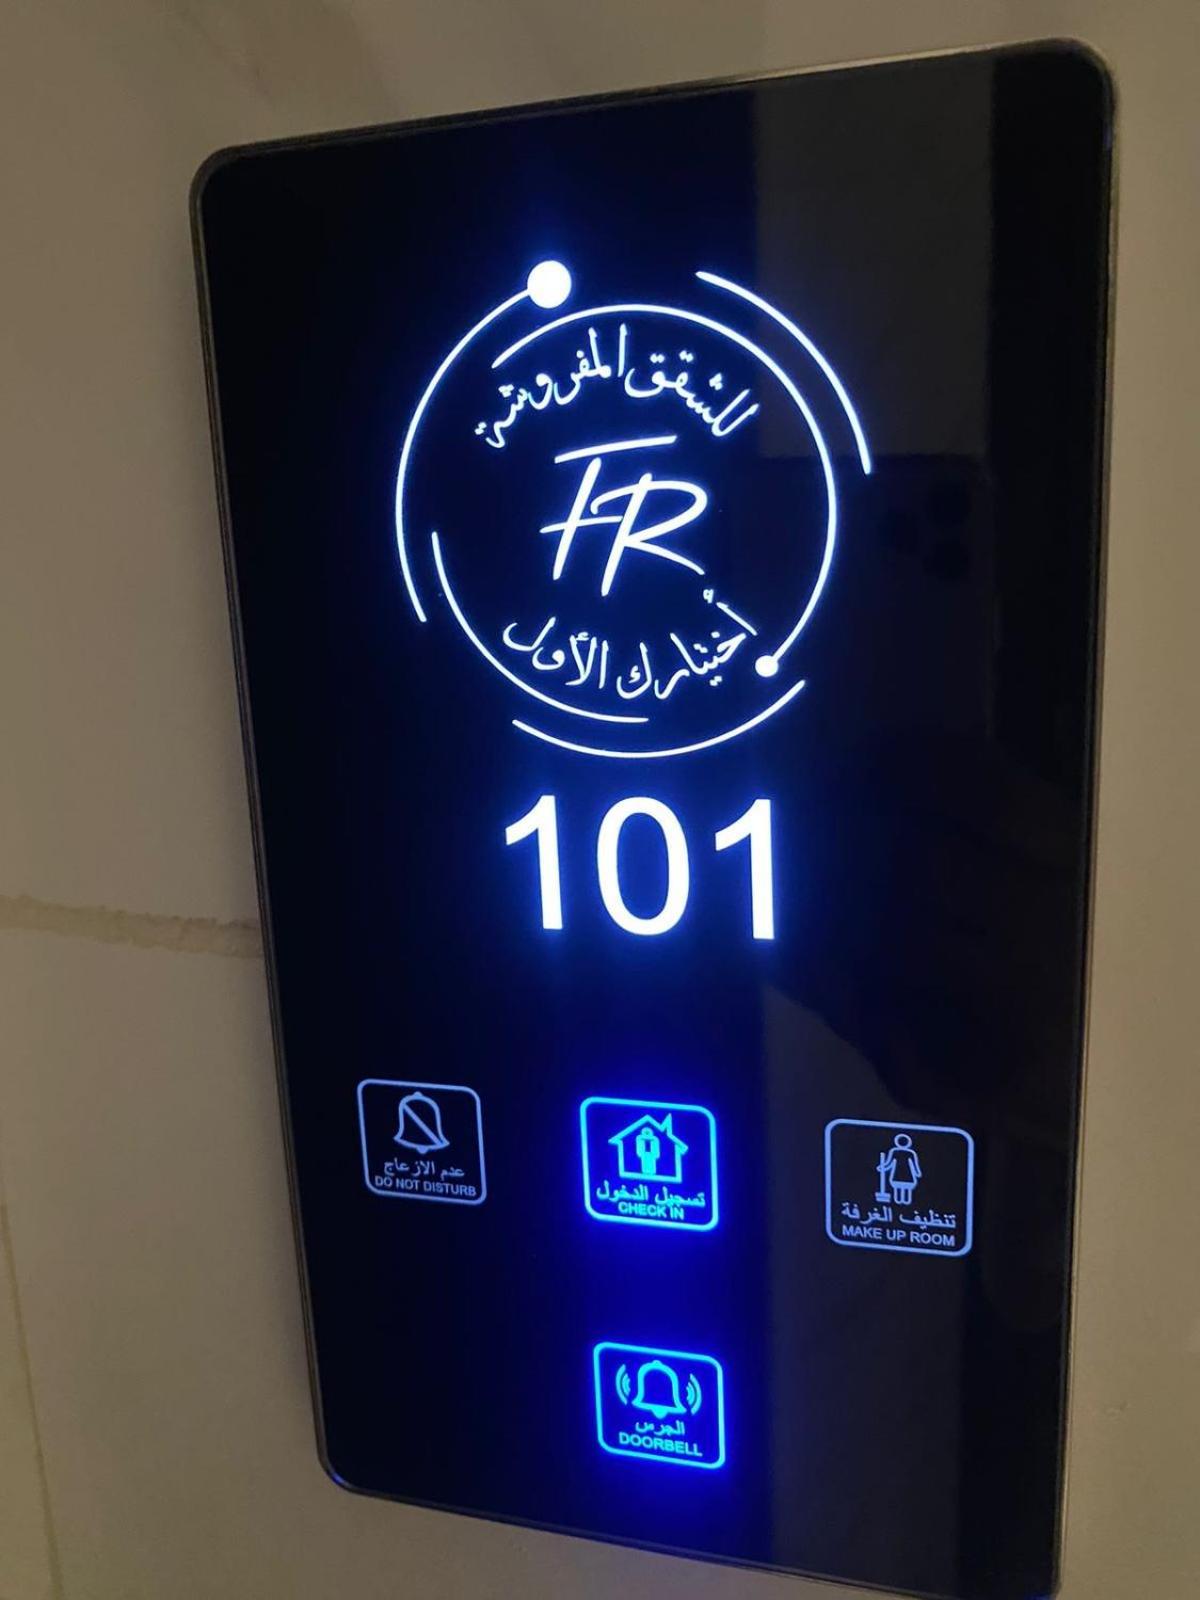 للشقق المفروشة
FR
أختيارك الأول
101
عدم الازعاج
DO NOT DISTURB
تسجيل الدخول
CHECK IN
تنظيف الغرفة
MAKE UP ROOM
الجرس
DOORBELL